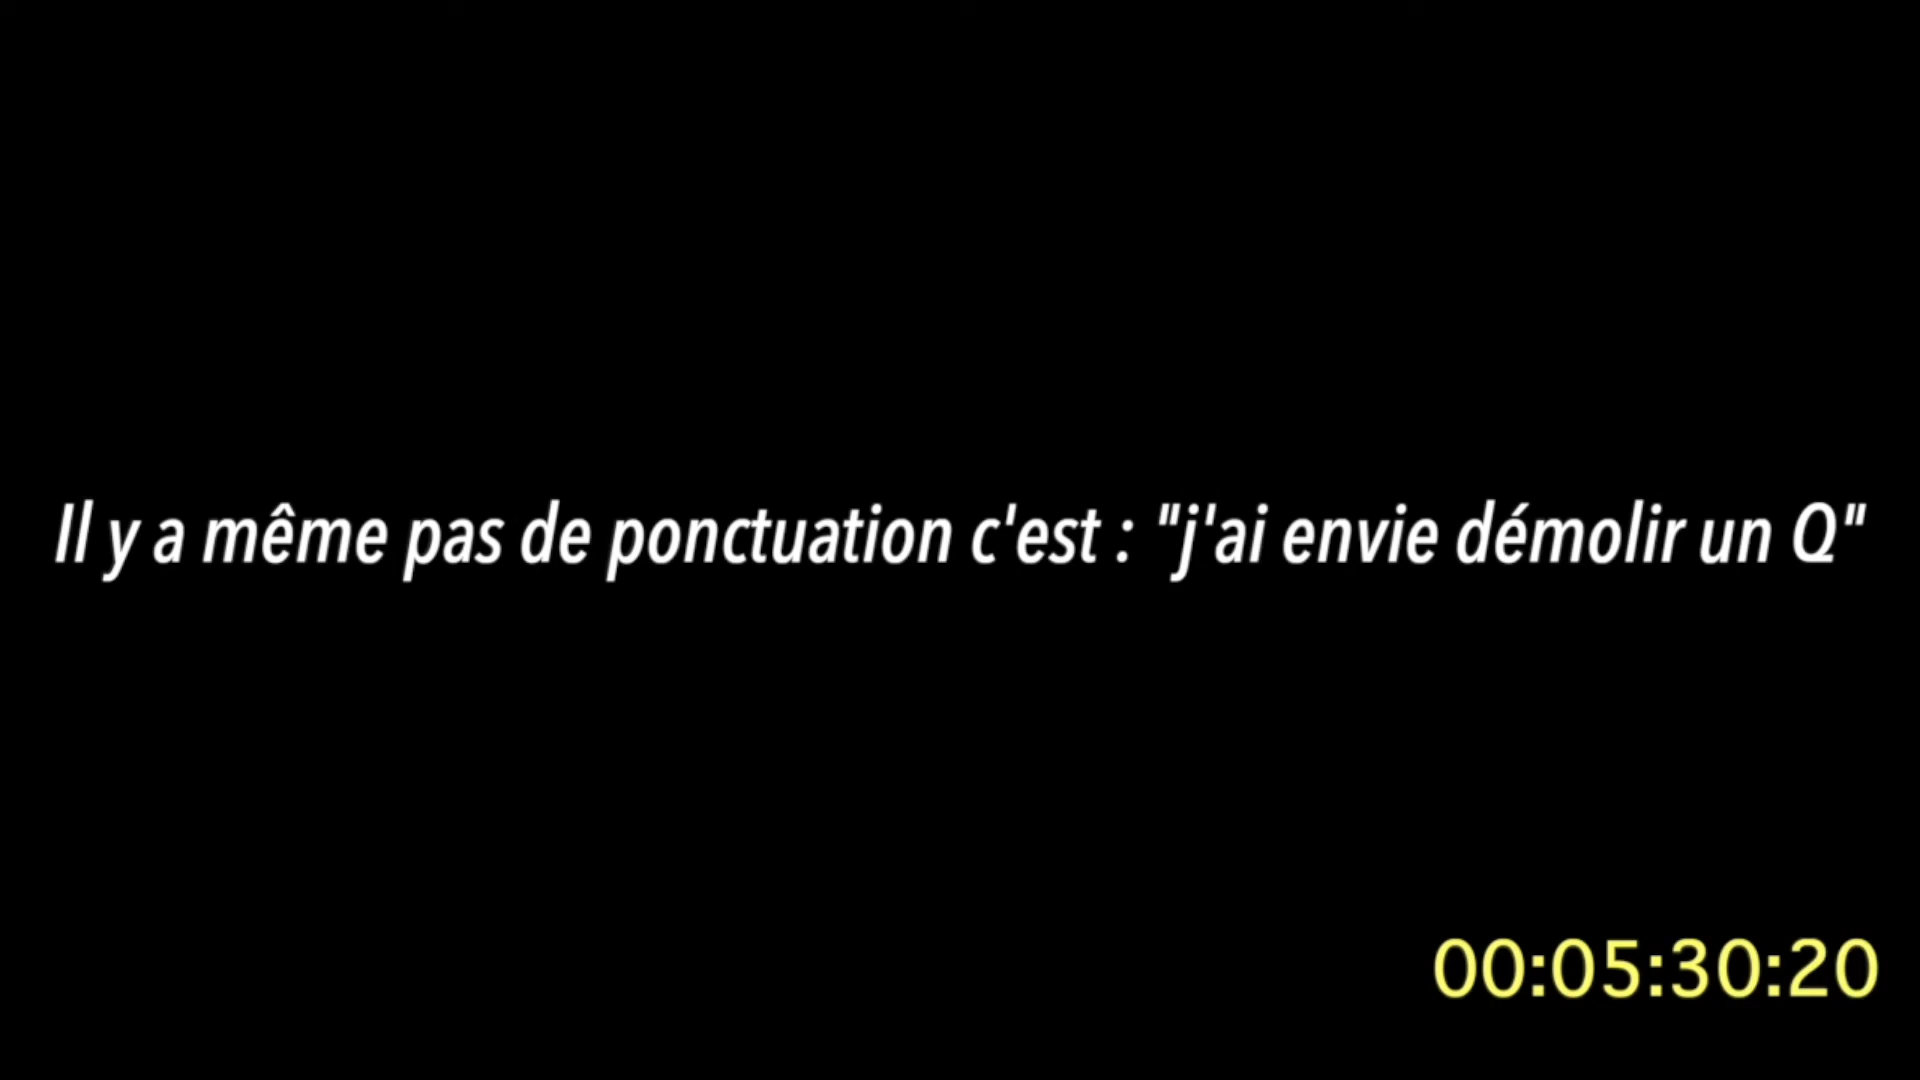 Il y a même pas de ponctuation c'est : "j'ai envie démolir un Q"
00:05:30:20